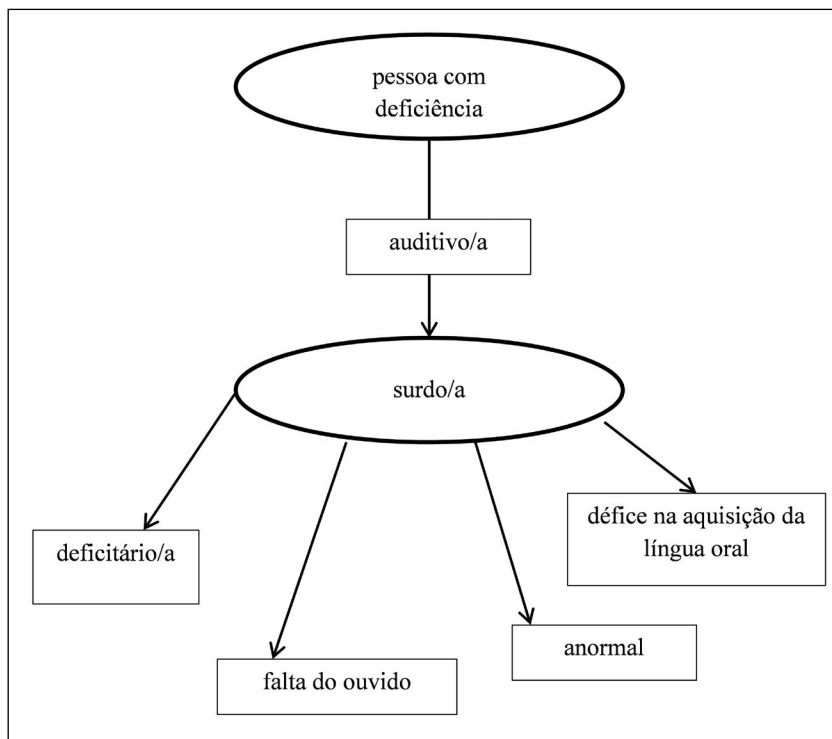 pessoa com
deficiência
auditivo/a
surdo/a
deficitário/a
falta do ouvido
anormal
défice na aquisição da
língua oral